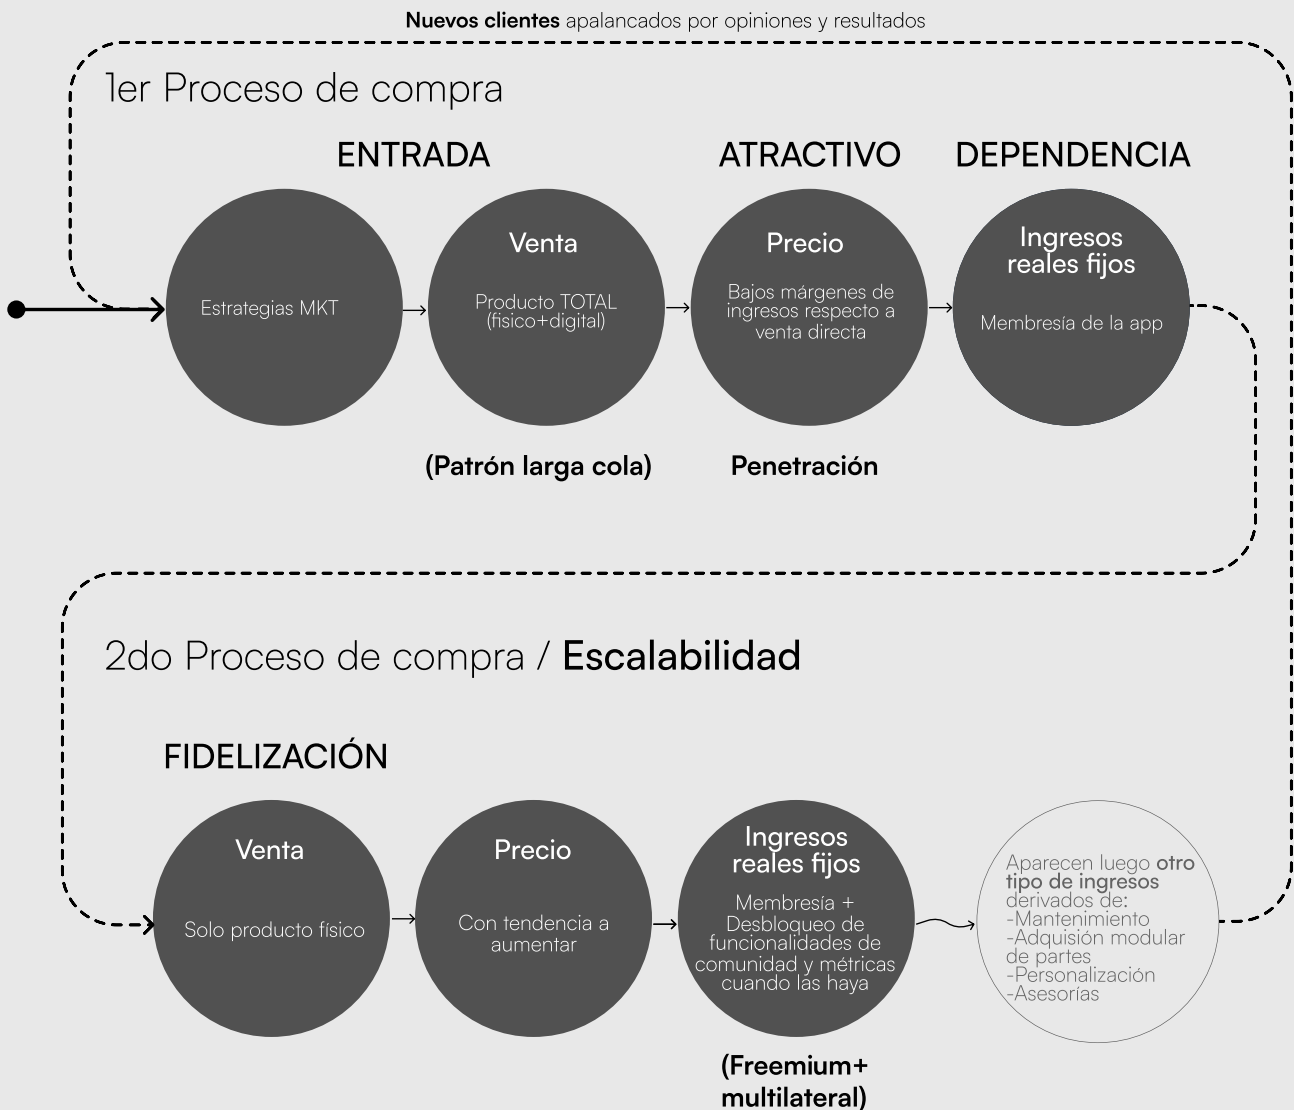 Nuevos clientes apalancados por opiniones y resultados
1er Proceso de compra
ENTRADA
ATRACTIVO
DEPENDENCIA
Estrategias MKT
Venta
Producto TOTAL
(fisico+digital)
Precio
Bajos márgenes de
ingresos respecto a
venta directa
Ingresos
reales fijos
Membresía de la app
(Patrón larga cola)
Penetración
2do Proceso de compra / Escalabilidad
FIDELIZACIÓN
Venta
Solo producto físico
Precio
Con tendencia a
aumentar
Ingresos
reales fijos
Membresía +
Desbloqueo de
funcionalidades de
comunidad y métricas
cuando las haya
Aparecen luego otro
tipo de ingresos
derivados de:
-Mantenimiento
-Adquisión modular
de partes
-Personalización
-Asesorías
(Freemium+
multilateral)